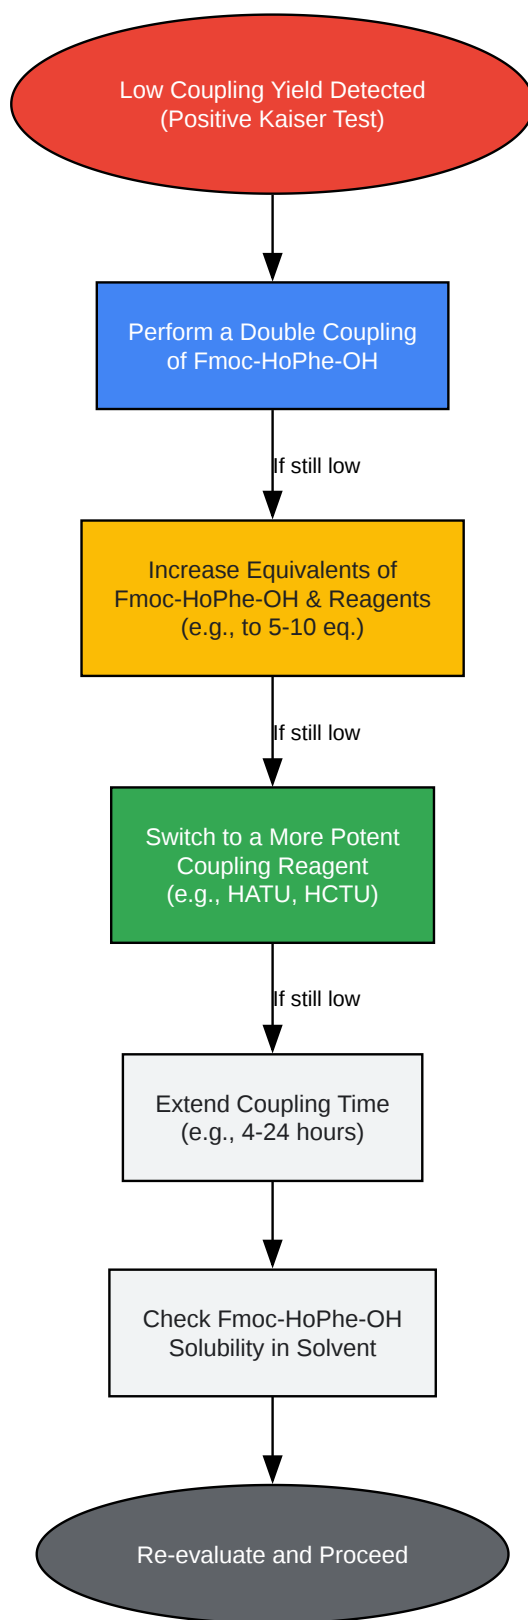 Low Coupling Yield Detected
(Positive Kaiser Test)
Perform a Double Coupling
of Fmoc-HoPhe-OH
If still low
Increase Equivalents of
Fmoc-HoPhe-OH & Reagents
(e.g., to 5-10 eq.)
If still low
Switch to a More Potent
Coupling Reagent
(e.g., HATU, HCTU)
If still low
Extend Coupling Time
(e.g., 4-24 hours)
Check Fmoc-HoPhe-OH
Solubility in Solvent
Re-evaluate and Proceed